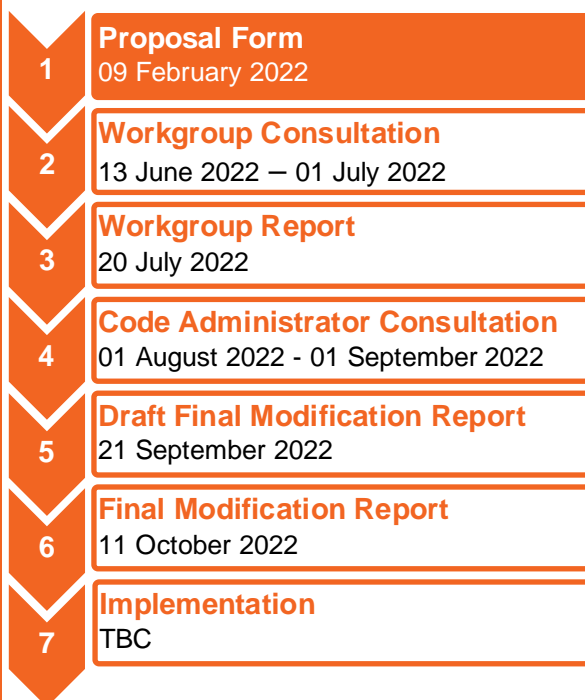 1
Proposal Form
09 February 2022
2
Workgroup Consultation
13 June 2022 – 01 July 2022
3
Workgroup Report
20 July 2022
4
Code Administrator Consultation
01 August 2022 - 01 September 2022
5
Draft Final Modification Report
21 September 2022
6
Final Modification Report
11 October 2022
7
Implementation
TBC